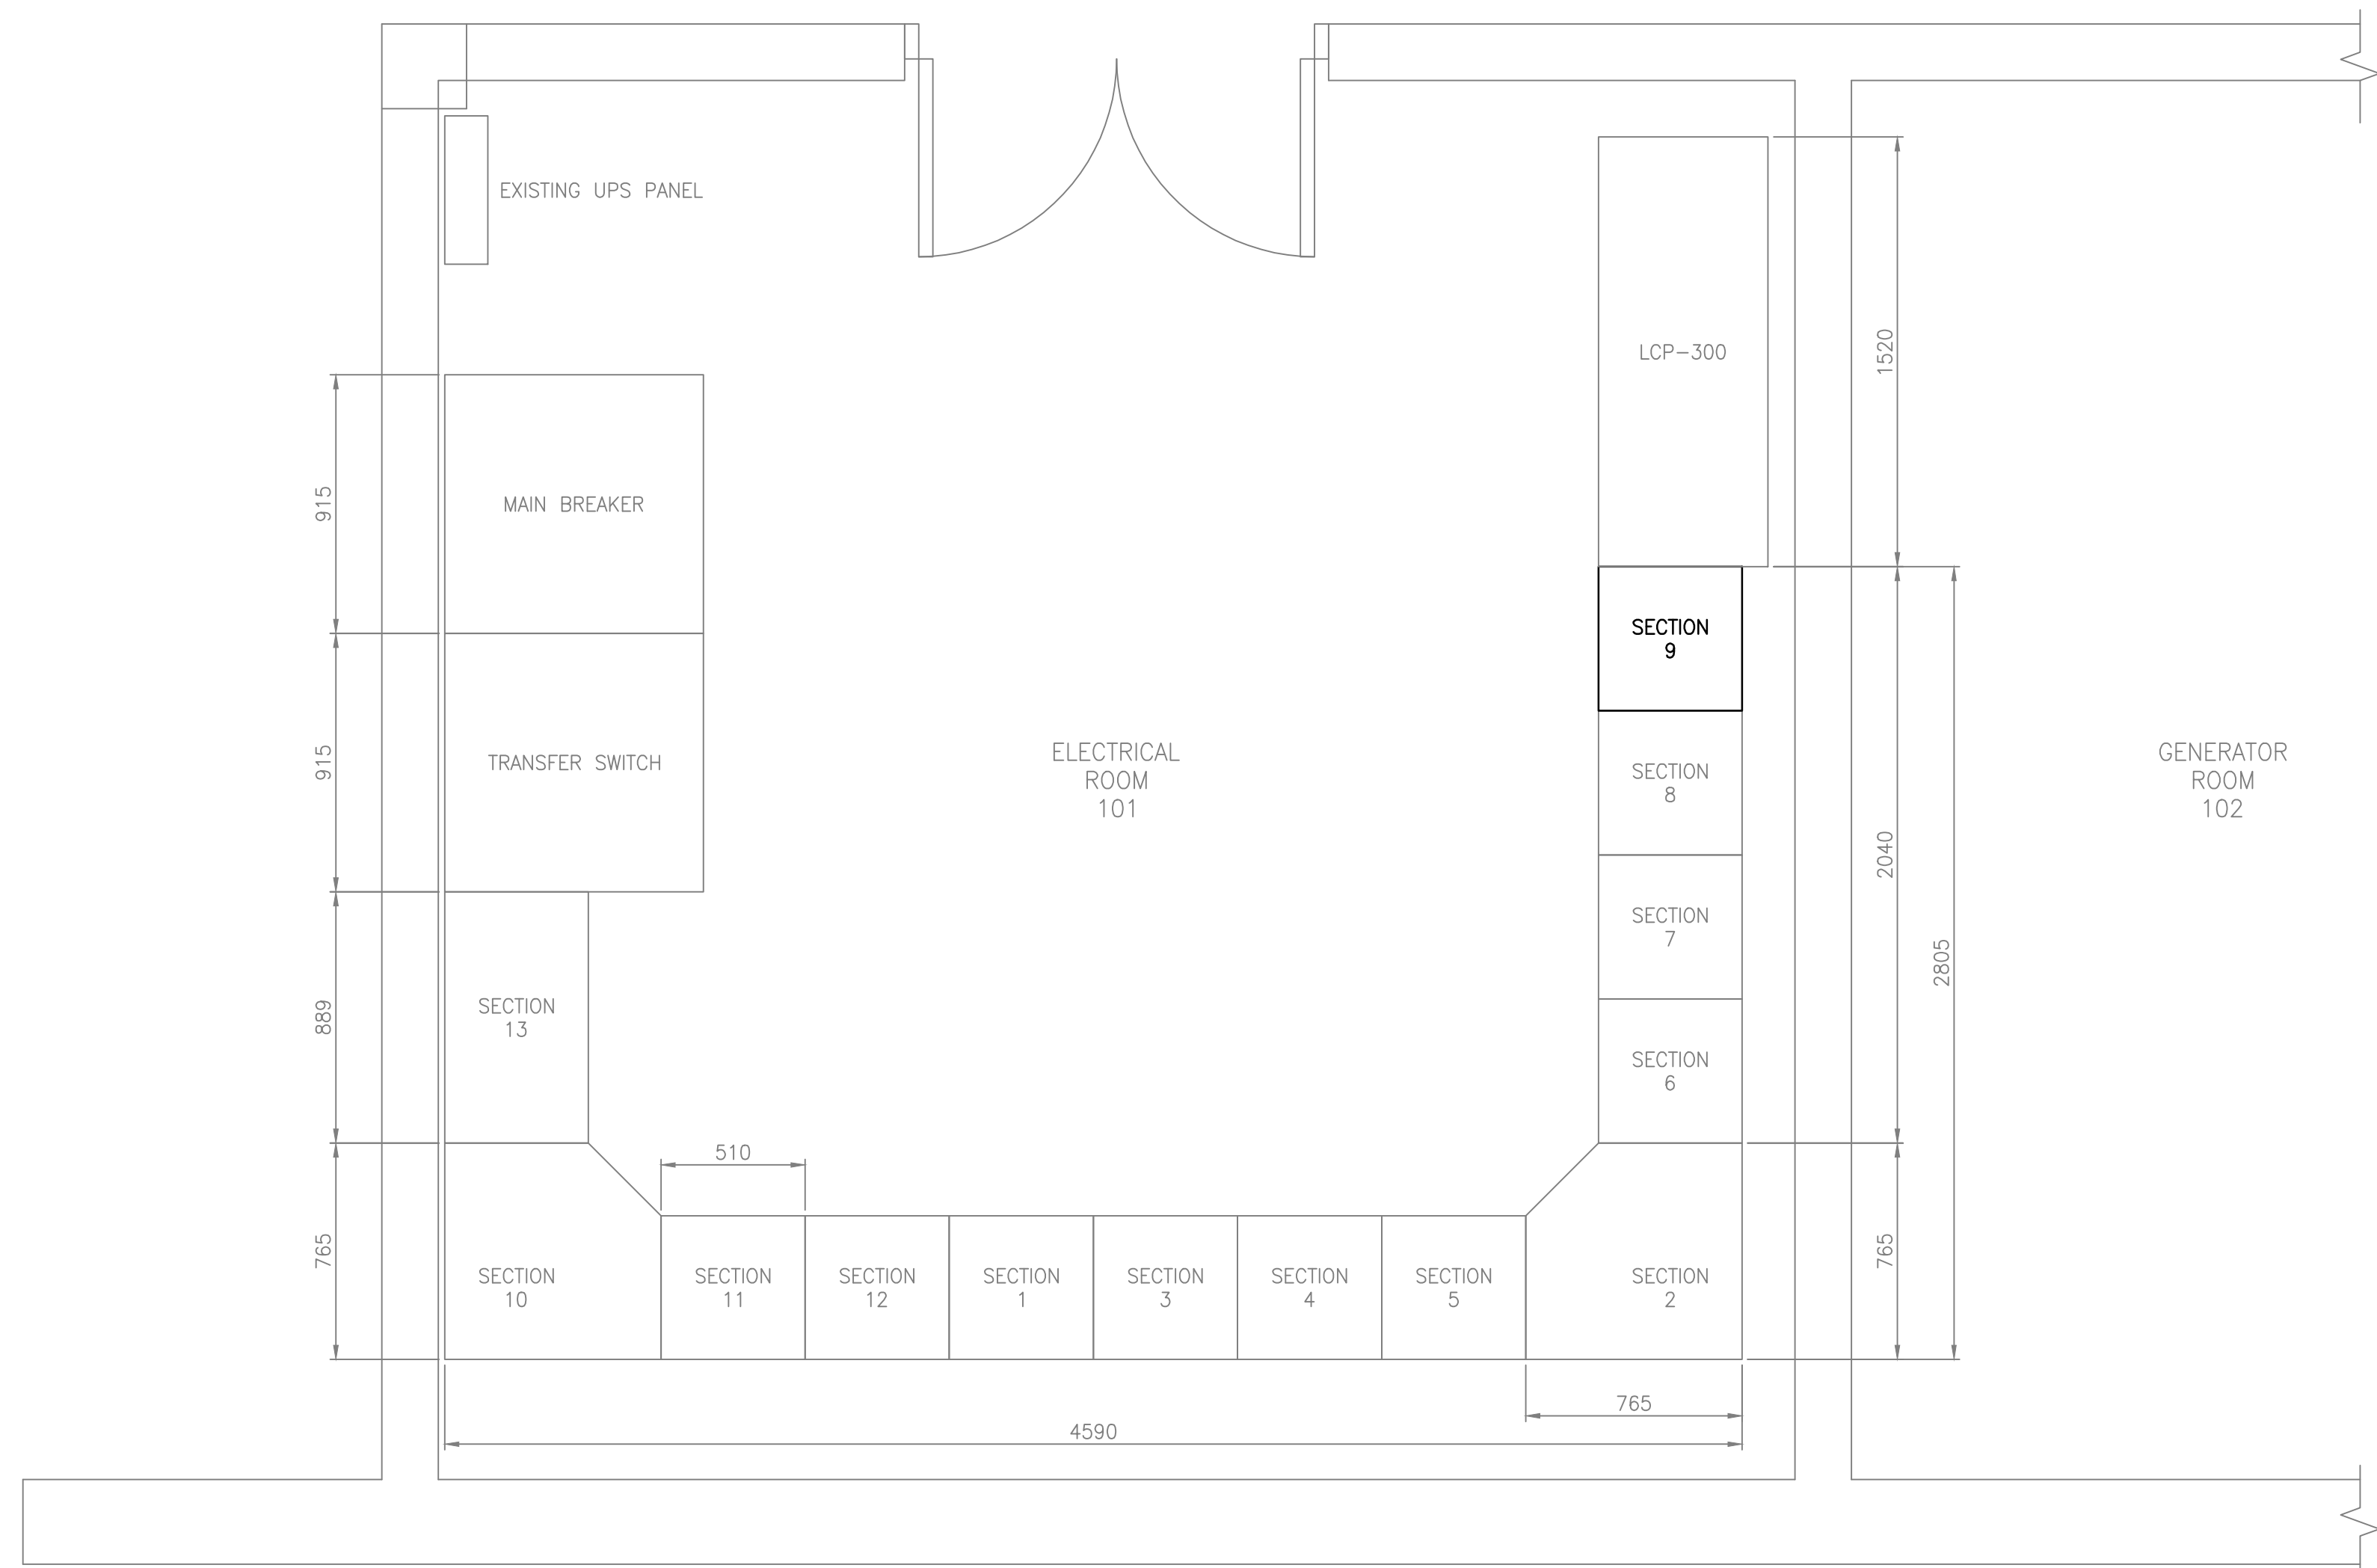 EXISTING UPS PANEL
1520
LCP-300
915
MAIN BREAKER
SECTION
9
ELECTRICAL
ROOM
101
GENERATOR
ROOM
102
915
TRANSFER SWITCH
SECTION
8
2040
SECTION
7
2805
889
SECTION
13
SECTION
6
510
765
SECTION
10
SECTION
11
SECTION
12
SECTION
1
SECTION
3
SECTION
4
SECTION
5
SECTION
2
765
765
4590